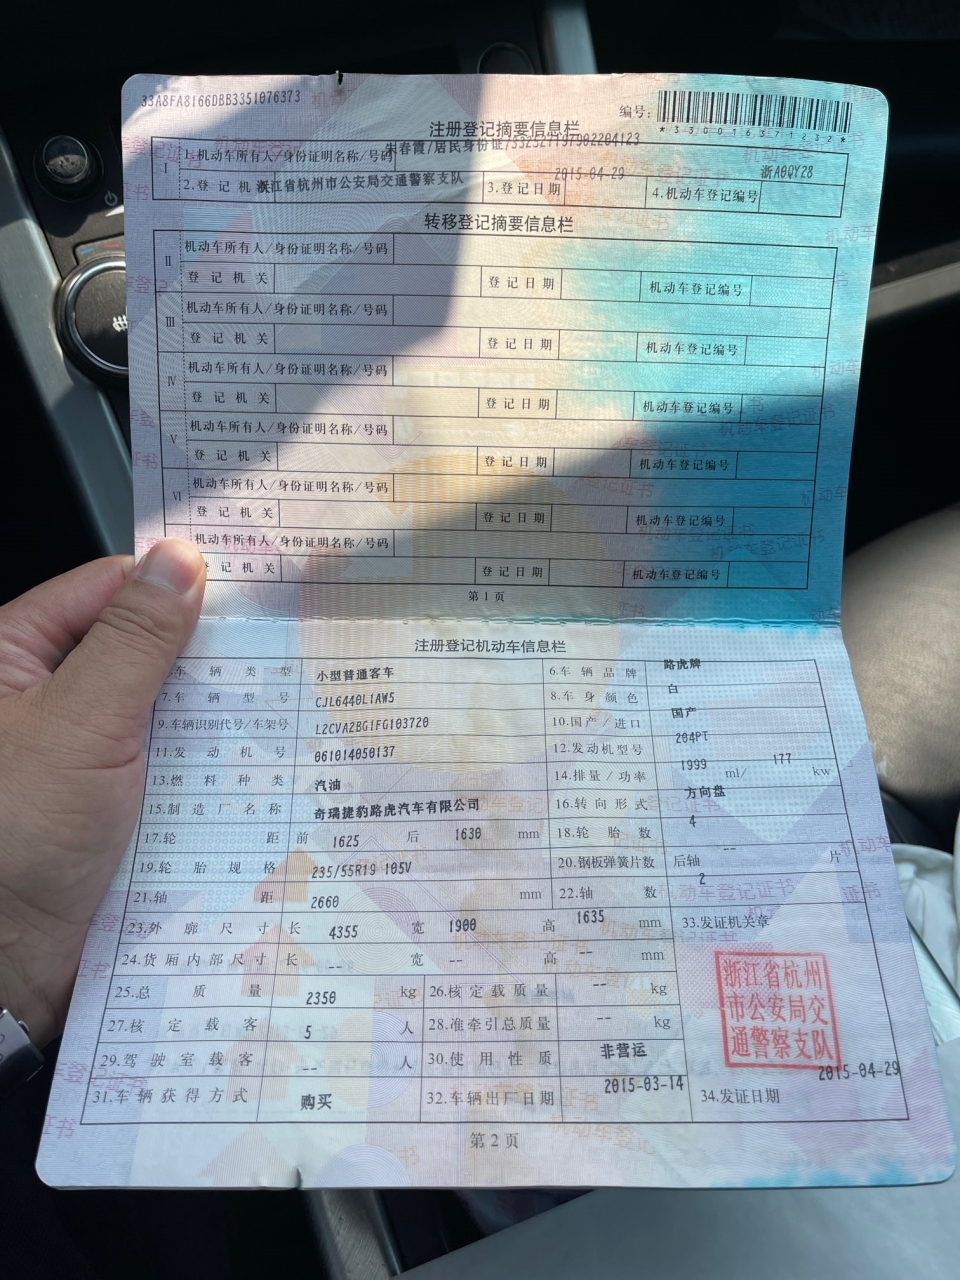 33A8FA8166DBB3351076373
编号:
*330016371232*
注册登记摘要信息栏
I 1.机动车所有人/身份证明名称/号码 朱春霞/居民身份证/332527197902204123
2.登记机关 浙江省杭州市公安局交通警察支队 3.登记日期 2015-04-29 4.机动车登记编号 浙A0QY28
转移登记摘要信息栏
II 机动车所有人/身份证明名称/号码
登记机关 登记日期 机动车登记编号
III 机动车所有人/身份证明名称/号码
登记机关 登记日期 机动车登记编号
IV 机动车所有人/身份证明名称/号码
登记机关 登记日期 机动车登记编号
V 机动车所有人/身份证明名称/号码
登记机关 登记日期 机动车登记编号
VI 机动车所有人/身份证明名称/号码
登记机关 登记日期 机动车登记编号
机动车所有人/身份证明名称/号码
登记机关 登记日期 机动车登记编号
第1页
注册登记机动车信息栏
车辆类型 小型普通客车 6.车辆品牌 路虎牌
7.车辆型号 CJL6440L1AW5 8.车身颜色 白
9.车辆识别代号/车架号 L2CVA2BG1FG103720 10.国产/进口 国产
11.发动机号 061014050137 12.发动机型号 204PT
13.燃料种类 汽油 14.排量/功率 1999 ml/ 177 kw
15.制造厂名称 奇瑞捷豹路虎汽车有限公司 16.转向形式 方向盘
17.轮距 前 1625 后 1630 mm 18.轮胎数 4
19.轮胎规格 235/55R19 105V 20.钢板弹簧片数 后轴 -- 片
21.轴距 2660 mm 22.轴数 2
23.外廓尺寸 长 4355 宽 1900 高 1635 mm 33.发证机关章
24.货厢内部尺寸 长 -- 宽 -- 高 -- mm
25.总质量 2350 kg 26.核定载质量 -- kg
27.核定载客 5 人 28.准牵引总质量 -- kg
29.驾驶室载客 -- 人 30.使用性质 非营运
31.车辆获得方式 购买 32.车辆出厂日期 2015-03-14 34.发证日期 2015-04-29
浙江省杭州
市公安局交
通警察支队
第2页